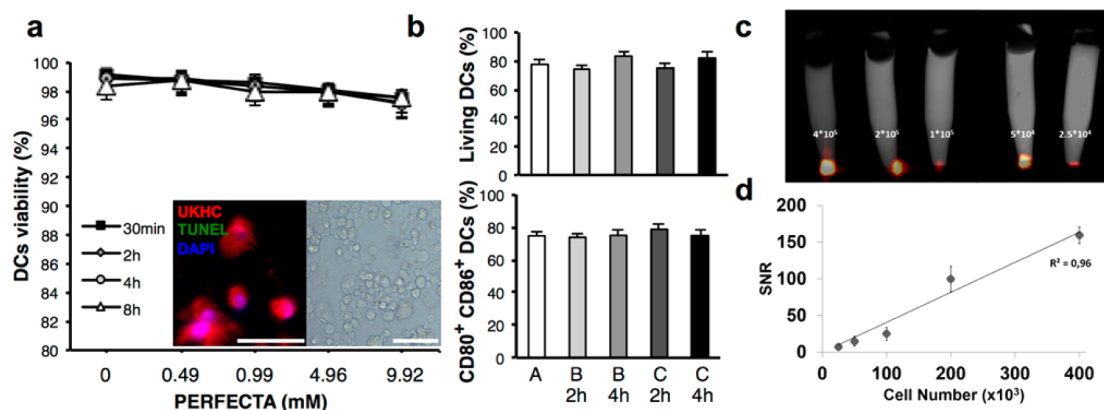 a
DCs viability (%)
100
98
96
94
92
90
88
86
84
82
80
30min
2h
4h
8h
UKHC
TUNEL
DAPI
0 0.49 0.99 4.96 9.92
PERFECTA (mM)
b
Living DCs (%)
100
80
60
40
20
0
CD80+ CD86+ DCs (%)
100
80
60
40
20
0
A B B C C
2h 4h 2h 4h
c
4*10⁵ 2*10⁵ 1*10⁵ 5*10⁴ 2.5*10⁴
d
SNR
200
150
100
50
0
R² = 0,96
0 100 200 300 400
Cell Number (x10³)